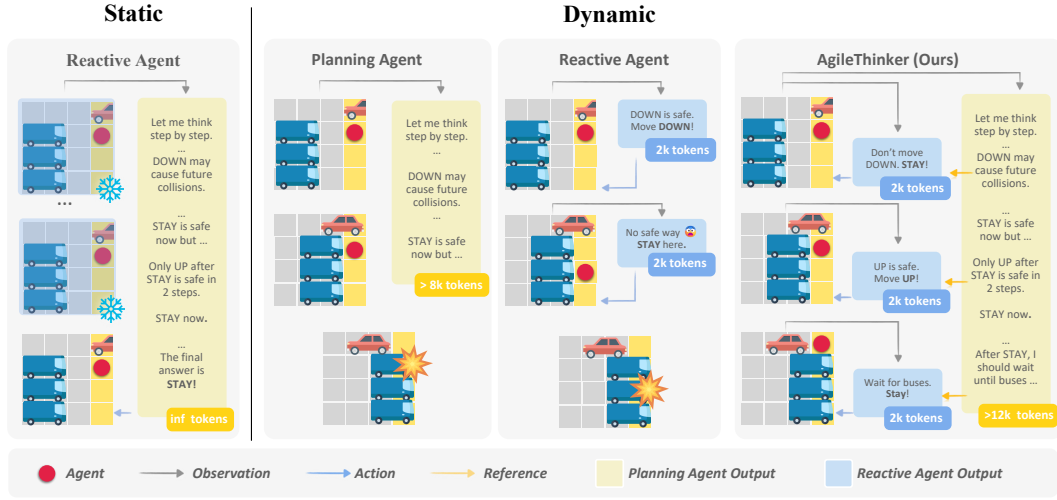 Static
Dynamic
Reactive Agent
Let me think
step by step.
...
DOWN may
cause future
collisions.
...
STAY is safe
now but ...
Only UP after
STAY is safe in
2 steps.
STAY now.
...
The final
answer is
STAY!
inf tokens
...
Planning Agent
Let me think
step by step.
...
DOWN may
cause future
collisions.
...
STAY is safe
now but ...
> 8k tokens
Reactive Agent
DOWN is safe.
Move DOWN!
2k tokens
No safe way 😨
STAY here.
2k tokens
AgileThinker (Ours)
Don't move
DOWN. STAY!
2k tokens
UP is safe.
Move UP!
2k tokens
Wait for buses.
Stay!
2k tokens
Let me think
step by step.
...
DOWN may
cause future
collisions.
...
STAY is safe
now but ...
Only UP after
STAY is safe in
2 steps.
STAY now.
...
After STAY, I
should wait
until buses ...
>12k tokens
Agent
Observation
Action
Reference
Planning Agent Output
Reactive Agent Output